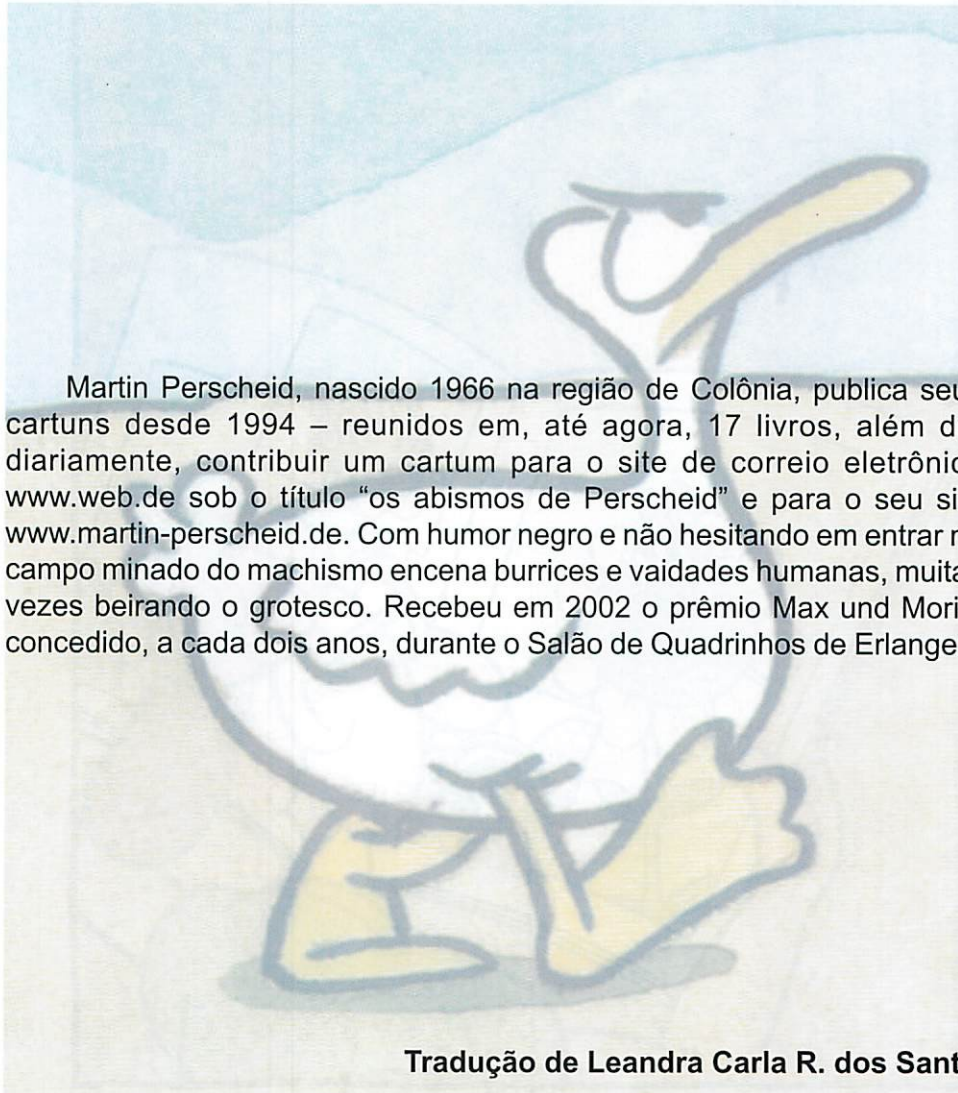 Martin Perscheid, nascido 1966 na região de Colônia, publica seu
cartuns desde 1994 – reunidos em, até agora, 17 livros, além d
diariamente, contribuir um cartum para o site de correio eletrônic
www.web.de sob o título “os abismos de Perscheid” e para o seu si
www.martin-perscheid.de. Com humor negro e não hesitando em entrar n
campo minado do machismo encena burrices e vaidades humanas, muita
vezes beirando o grotesco. Recebeu em 2002 o prêmio Max und Mori
concedido, a cada dois anos, durante o Salão de Quadrinhos de Erlange
Tradução de Leandra Carla R. dos Sant